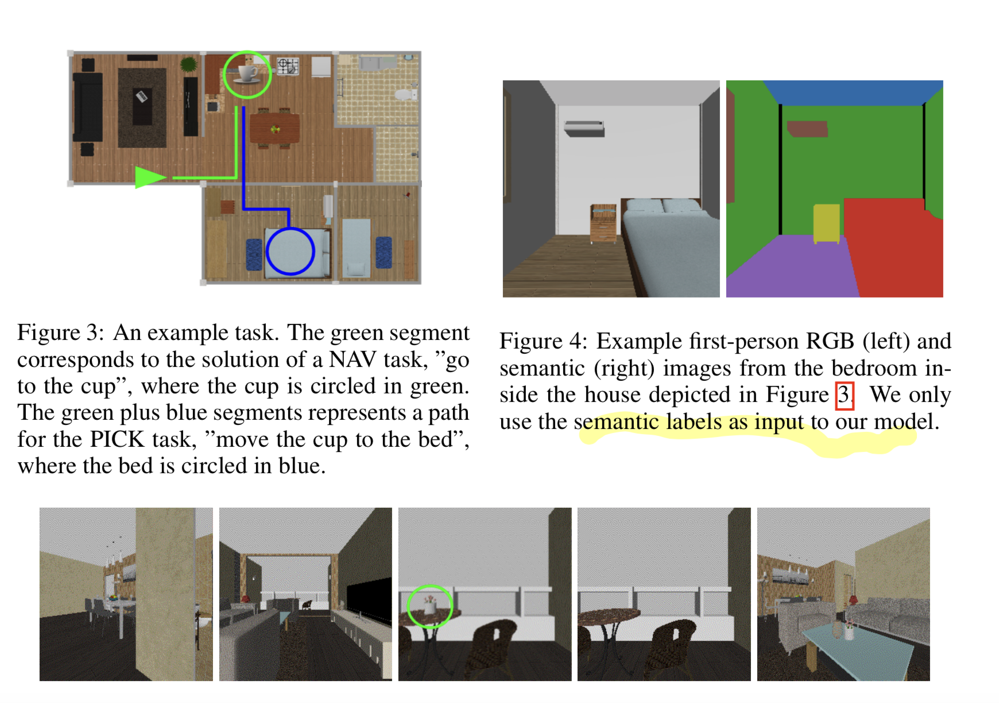 Figure 3: An example task. The green segment
corresponds to the solution of a NAV task, ”go
to the cup”, where the cup is circled in green.
The green plus blue segments represents a path
for the PICK task, ”move the cup to the bed”,
where the bed is circled in blue.
Figure 4: Example first-person RGB (left) and
semantic (right) images from the bedroom in-
side the house depicted in Figure 3. We only
use the semantic labels as input to our model.